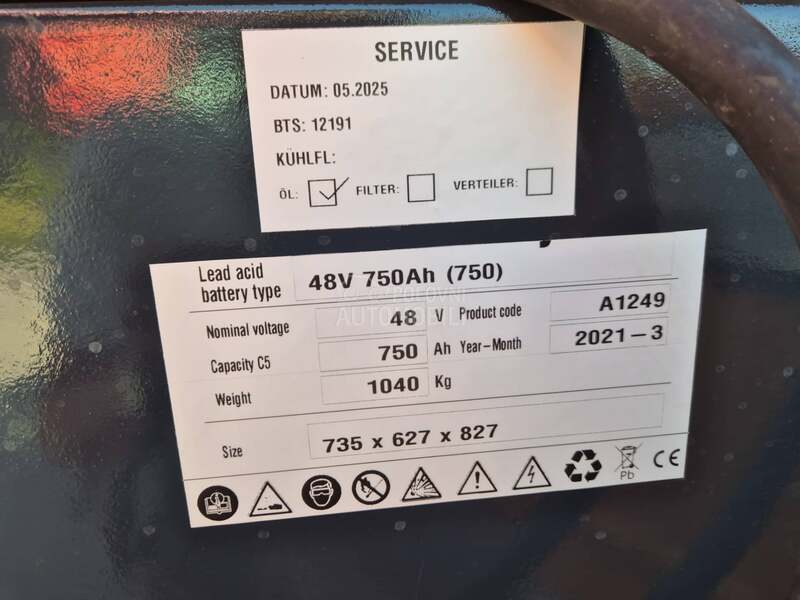 SERVICE
DATUM: 05.2025
BTS: 12191
KÜHLFL:
ÖL: FILTER: VERTEILER:
Lead acid battery type 48V 750Ah (750)
Nominal voltage 48 V Product code A1249
Capacity C5 750 Ah Year-Month 2021-3
Weight 1040 Kg
Size 735 x 627 x 827
Pb CE
POLOVNI
AUTOMOBILI